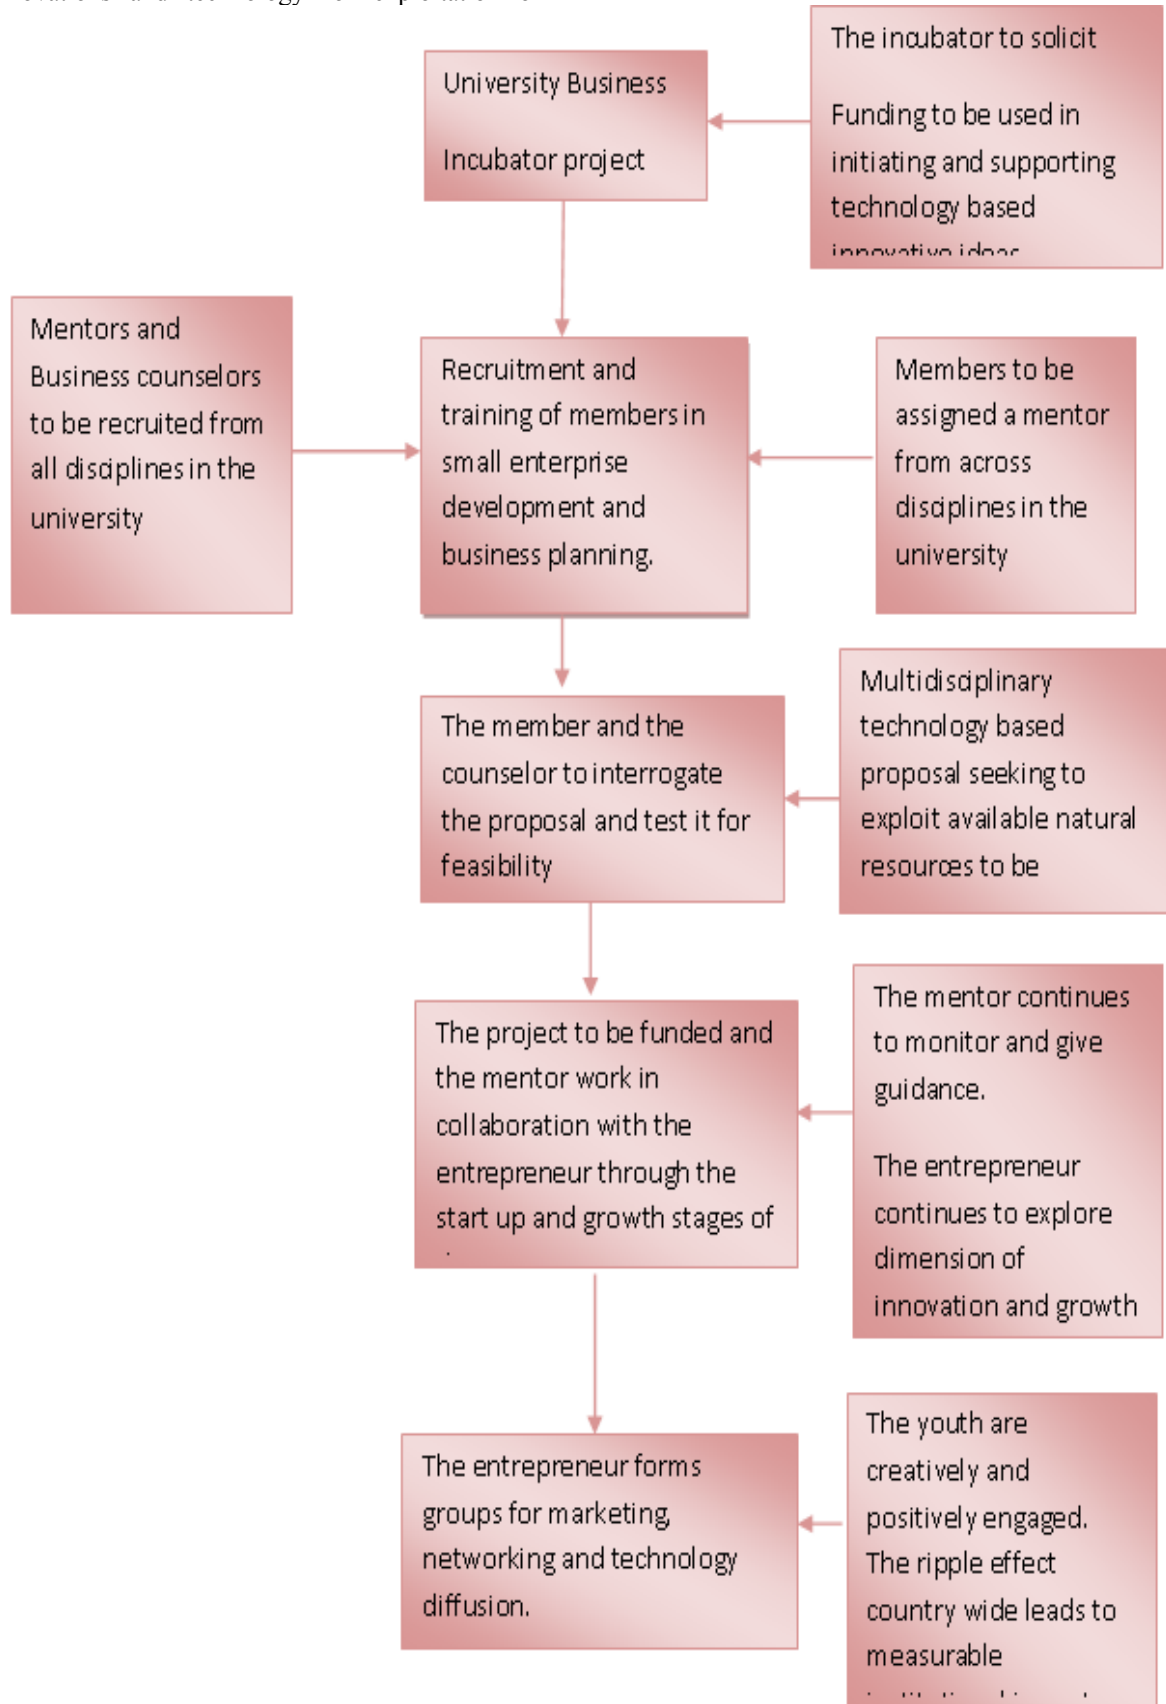 University Business
Incubator project
The incubator to solicit
Funding to be used in
initiating and supporting
technology based
innovative ideas
Mentors and
Business counselors
to be recruited from
all disciplines in the
university
Recruitment and
training of members in
small enterprise
development and
business planning.
Members to be
assigned a mentor
from across
disciplines in the
university
The member and the
counselor to interrogate
the proposal and test it for
feasibility
Multidisciplinary
technology based
proposal seeking to
exploit available natural
resources to be
The project to be funded and
the mentor work in
collaboration with the
entrepreneur through the
start up and growth stages of
The mentor continues
to monitor and give
guidance.
The entrepreneur
continues to explore
dimension of
innovation and growth
The entrepreneur forms
groups for marketing,
networking and technology
diffusion.
The youth are
creatively and
positively engaged.
The ripple effect
country wide leads to
measurable